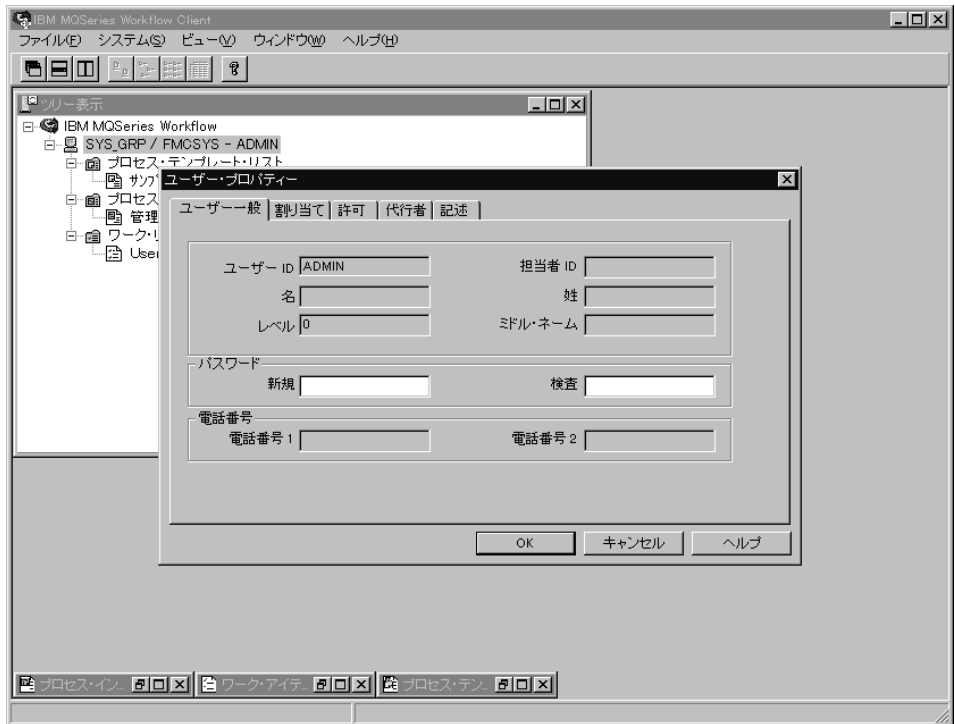 IBM MQSeries Workflow Client
ファイル(F) システム(S) ビュー(V) ウィンドウ(W) ヘルプ(H)
ツリー表示
IBM MQSeries Workflow
SYS_GRP / FMCSYS - ADMIN
プロセス・テンプレート・リスト
サンプ
プロセス
管理
ワーク・リ
User
ユーザー・プロパティー
ユーザー一般 割り当て 許可 代行者 記述
ユーザー ID ADMIN 担当者 ID
名 姓
レベル 0 ミドル・ネーム
パスワード
新規 検査
電話番号
電話番号 1 電話番号 2
OK キャンセル ヘルプ
プロセス・イン... ワーク・アイテ... プロセス・テン...